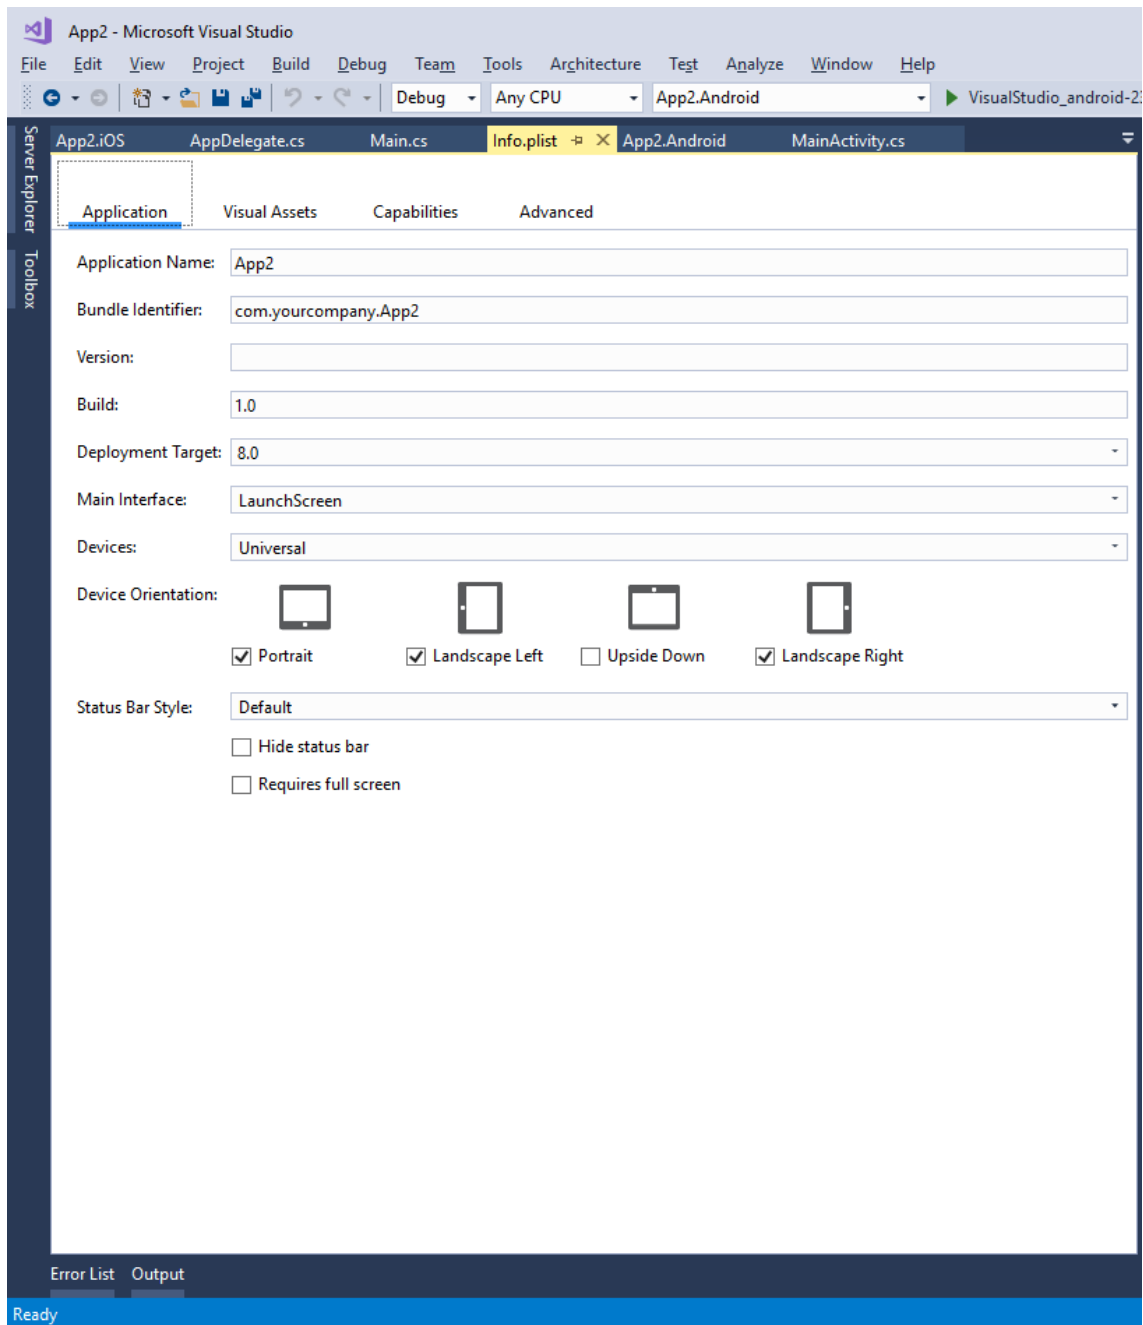 App2 - Microsoft Visual Studio
File Edit View Project Build Debug Team Tools Architecture Test Analyze Window Help
Debug Any CPU App2.Android VisualStudio_android-23
Server Explorer
Toolbox
App2.iOS AppDelegate.cs Main.cs Info.plist App2.Android MainActivity.cs
Application Visual Assets Capabilities Advanced
Application Name: App2
Bundle Identifier: com.yourcompany.App2
Version:
Build: 1.0
Deployment Target: 8.0
Main Interface: LaunchScreen
Devices: Universal
Device Orientation:
Portrait Landscape Left Upside Down Landscape Right
Status Bar Style: Default
Hide status bar
Requires full screen
Error List Output
Ready